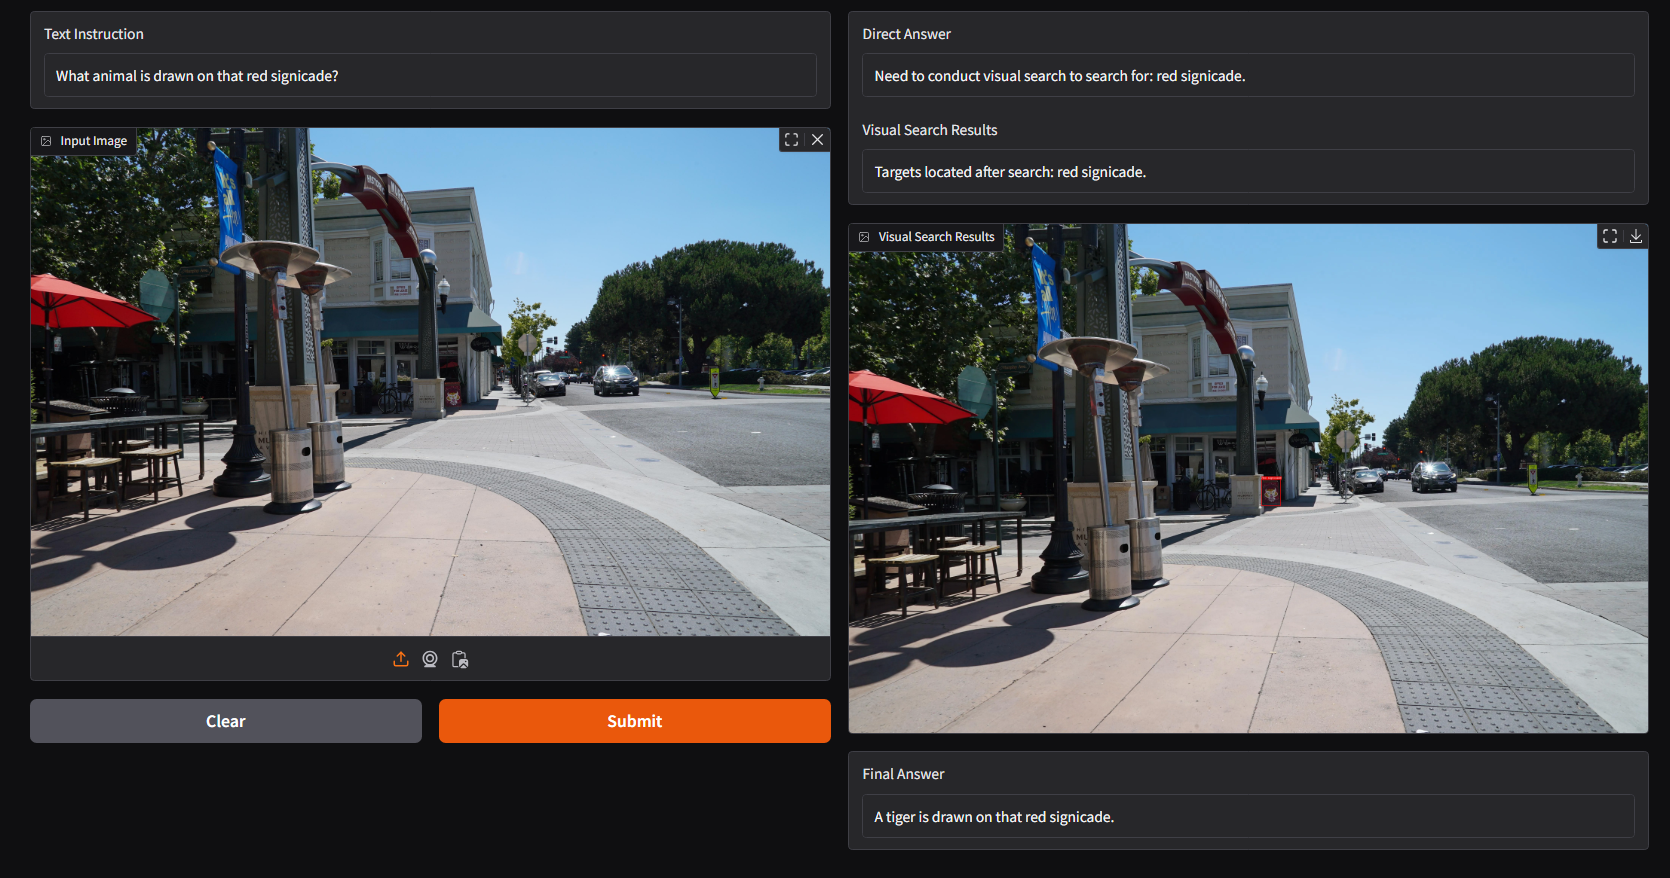 Text Instruction
What animal is drawn on that red signicade?
Input Image
Clear
Submit
Direct Answer
Need to conduct visual search to search for: red signicade.
Visual Search Results
Targets located after search: red signicade.
Visual Search Results
Final Answer
A tiger is drawn on that red signicade.